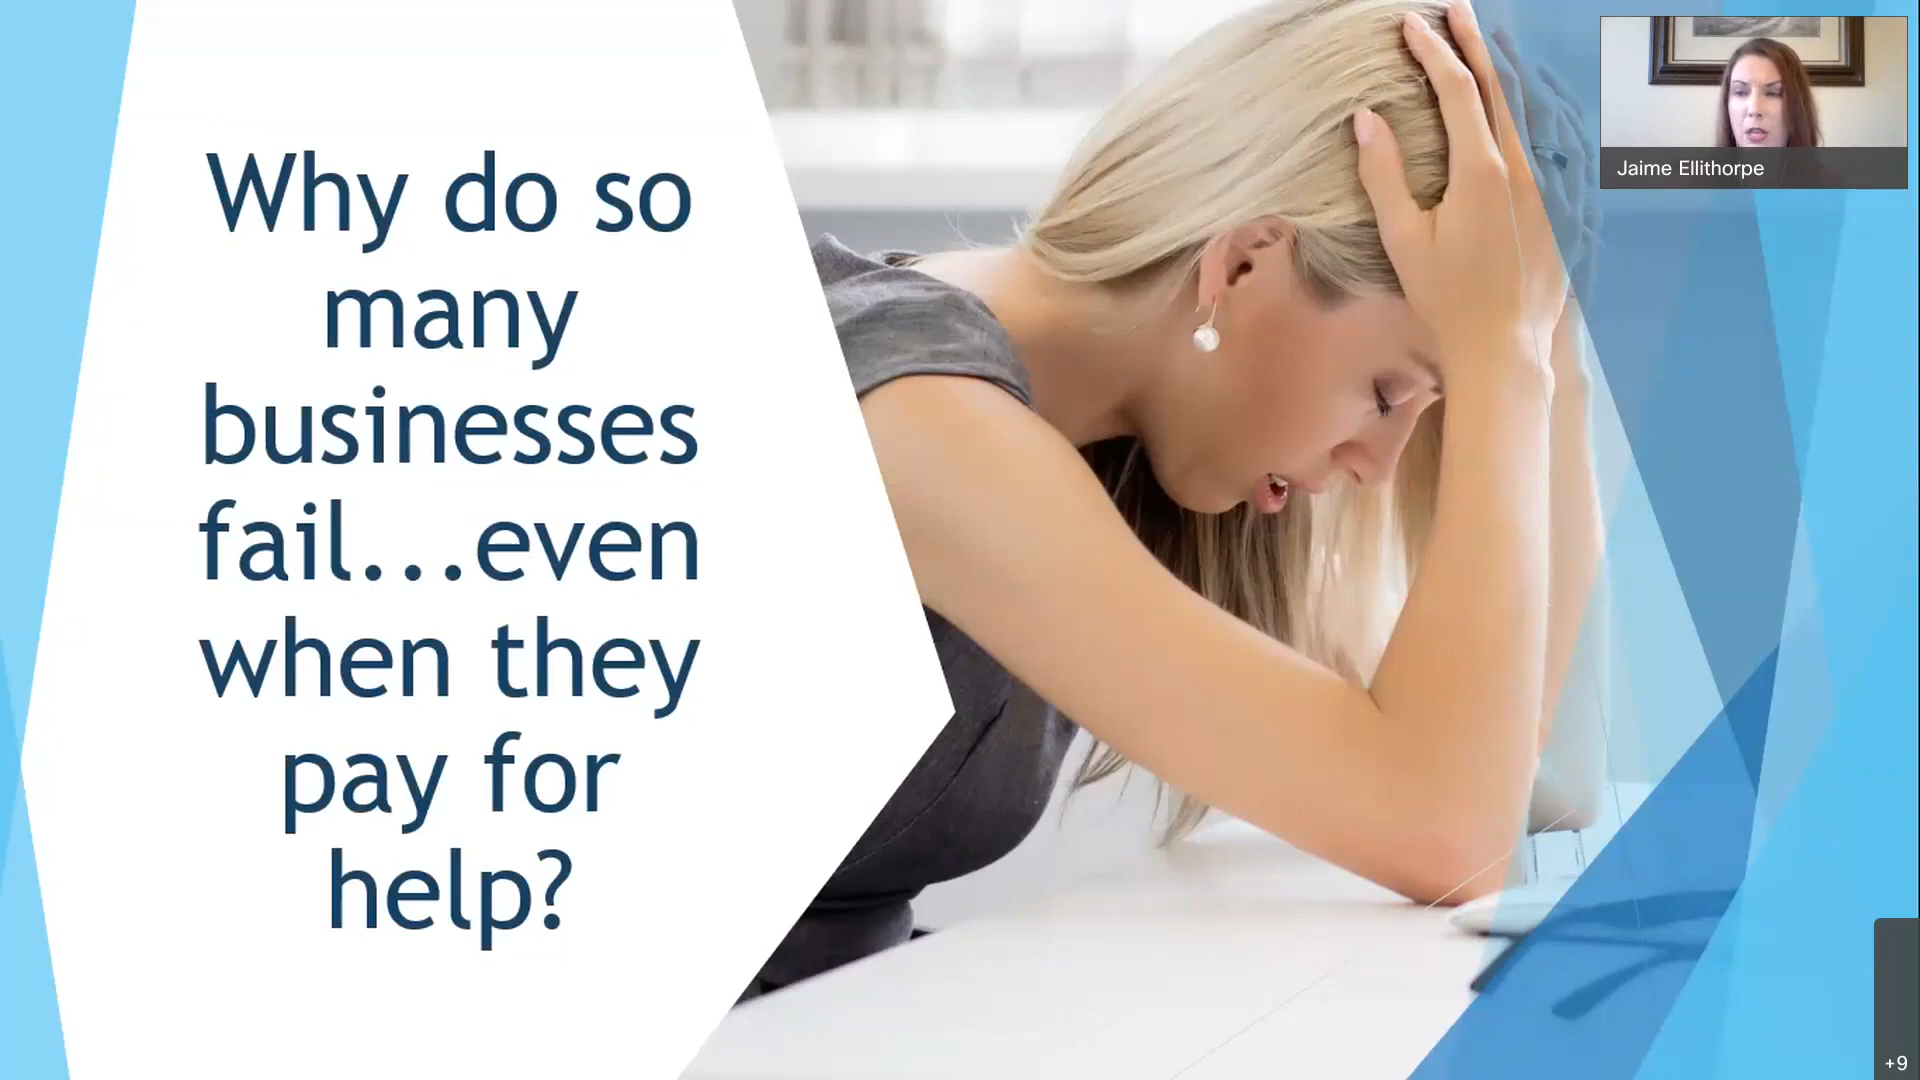 Why do so
many
businesses
fail...even
when they
pay for
help?
Jaime Ellithorpe
+9